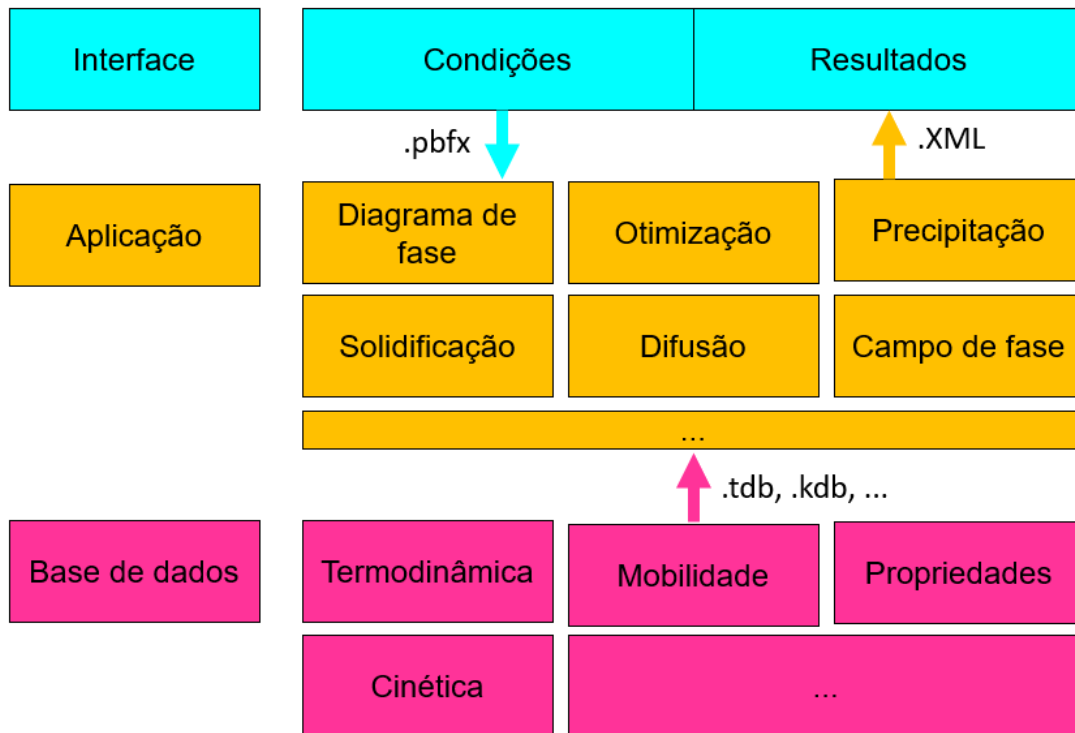 Interface
Condições
Resultados
.pbfx
.XML
Aplicação
Diagrama de
fase
Otimização
Precipitação
Solidificação
Difusão
Campo de fase
...
.tdb, .kdb, ...
Base de dados
Termodinâmica
Mobilidade
Propriedades
Cinética
...